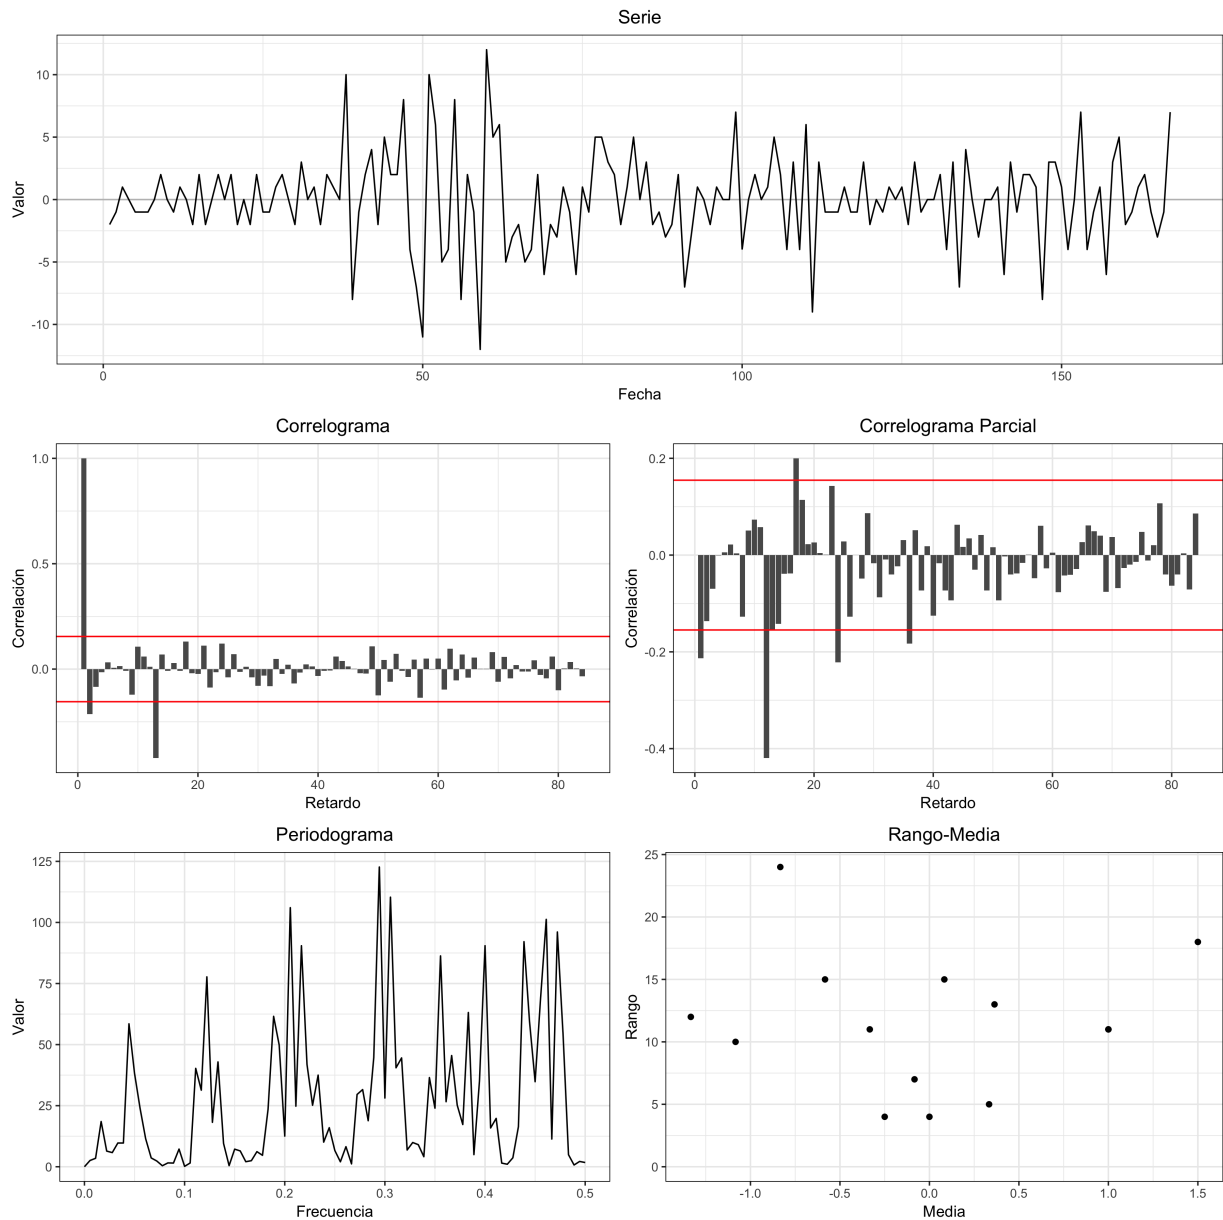 Serie
Valor
10
5
0
-5
-10
0 50 100 150
Fecha
Correlograma
Correlación
1.0
0.5
0.0
0 20 40 60 80
Retardo
Correlograma Parcial
Correlación
0.2
0.0
-0.2
-0.4
0 20 40 60 80
Retardo
Periodograma
Valor
125
100
75
50
25
0
0.0 0.1 0.2 0.3 0.4 0.5
Frecuencia
Rango-Media
Rango
25
20
15
10
5
0
-1.0 -0.5 0.0 0.5 1.0 1.5
Media